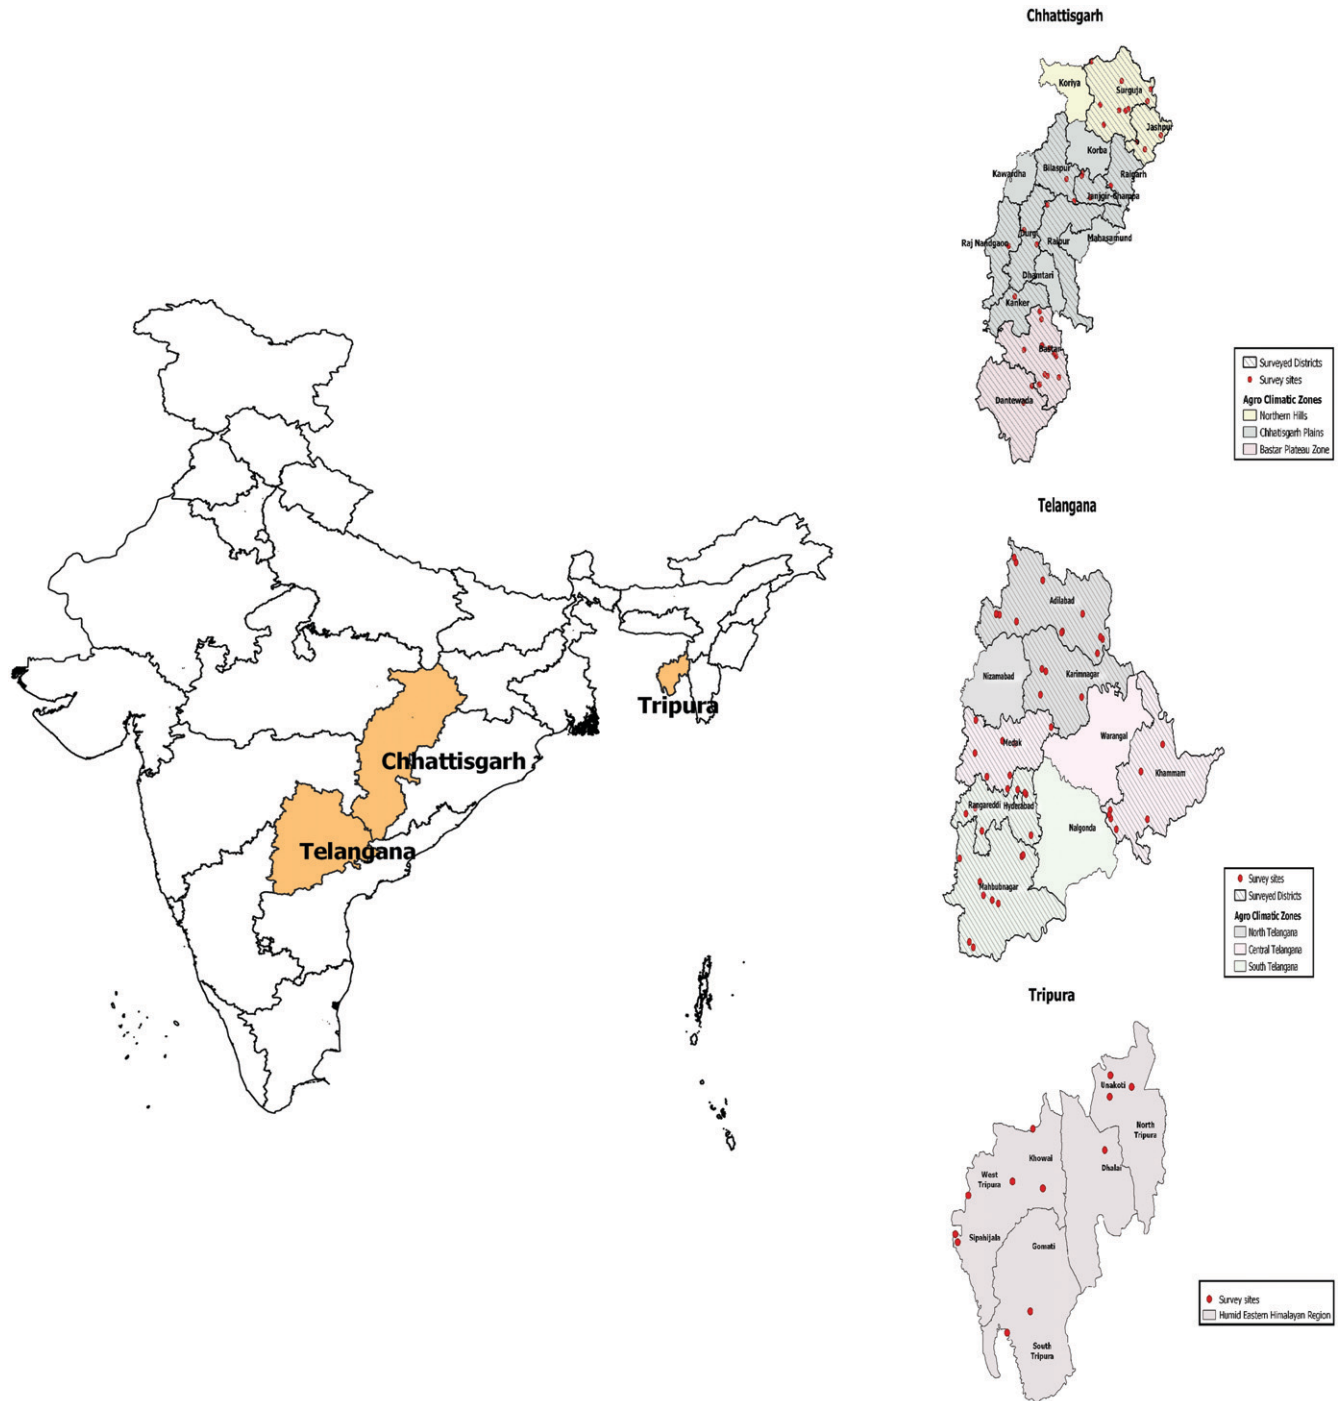 Chhattisgarh
Koriya
Surguja
Jashpur
Korba
Bilaspur
Kawardha
Raigarh
Janjgir-Champa
Durg
Raj Nandgaon
Raipur
Mahasamund
Dhamtari
Kanker
Bastar
Dantewada
Surveyed Districts
Survey sites
Agro Climatic Zones
Northern Hills
Chhatisgarh Plains
Bastar Plateau Zone
Tripura
Chhattisgarh
Telangana
Telangana
Adilabad
Nizamabad
Karimnagar
Warangal
Medak
Khammam
Rangareddi
Hyderabad
Nalgonda
Mahbubnagar
Survey sites
Surveyed Districts
Agro Climatic Zones
North Telangana
Central Telangana
South Telangana
Tripura
Unakoti
North
Tripura
Khowai
Dhalai
West
Tripura
Sipahijala
Gomati
South
Tripura
Survey sites
Humid Eastern Himalayan Region